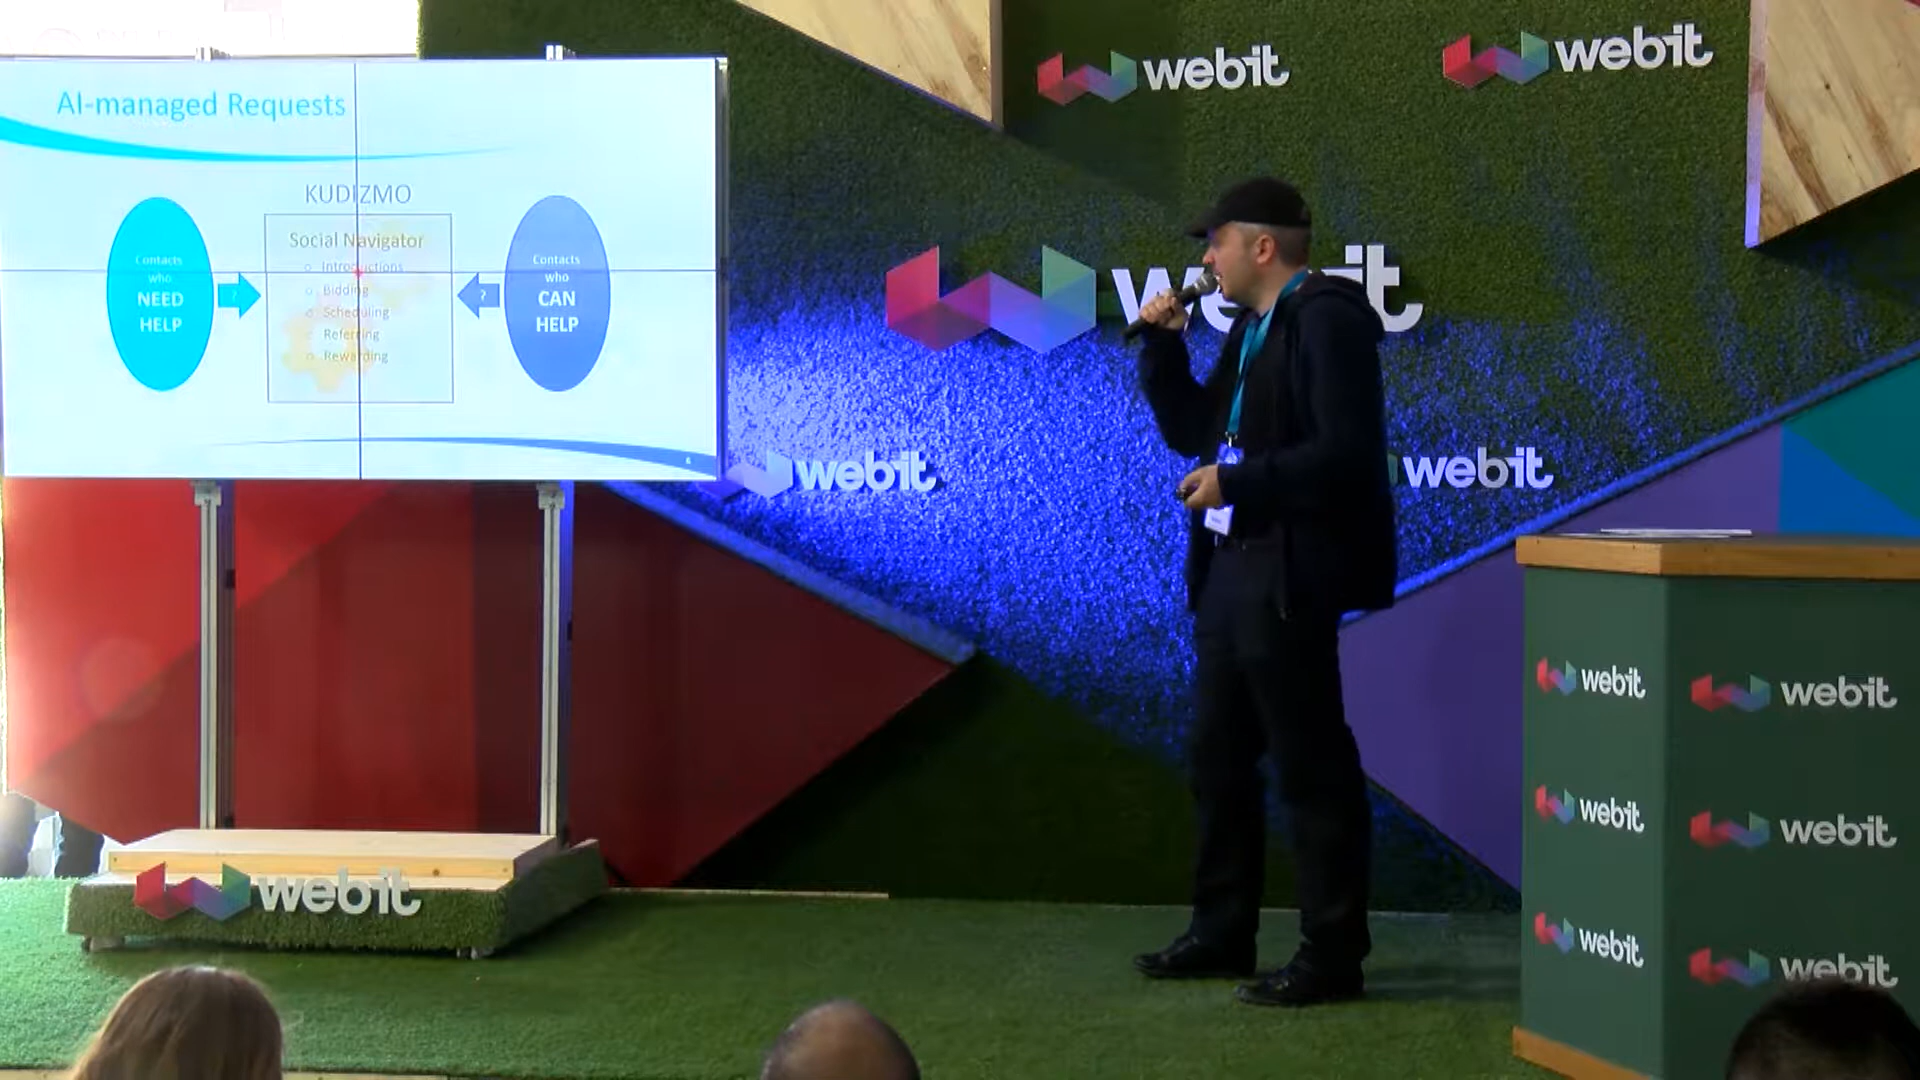 AI-managed Requests
KUDIZMO
Contacts
who
NEED
HELP
?
Social Navigator
Introductions
Bidding
Scheduling
Referring
Rewarding
?
Contacts
who
CAN
HELP
webit
webit
webit
webit
webit
webit
webit
webit
webit
webit
webit
webit